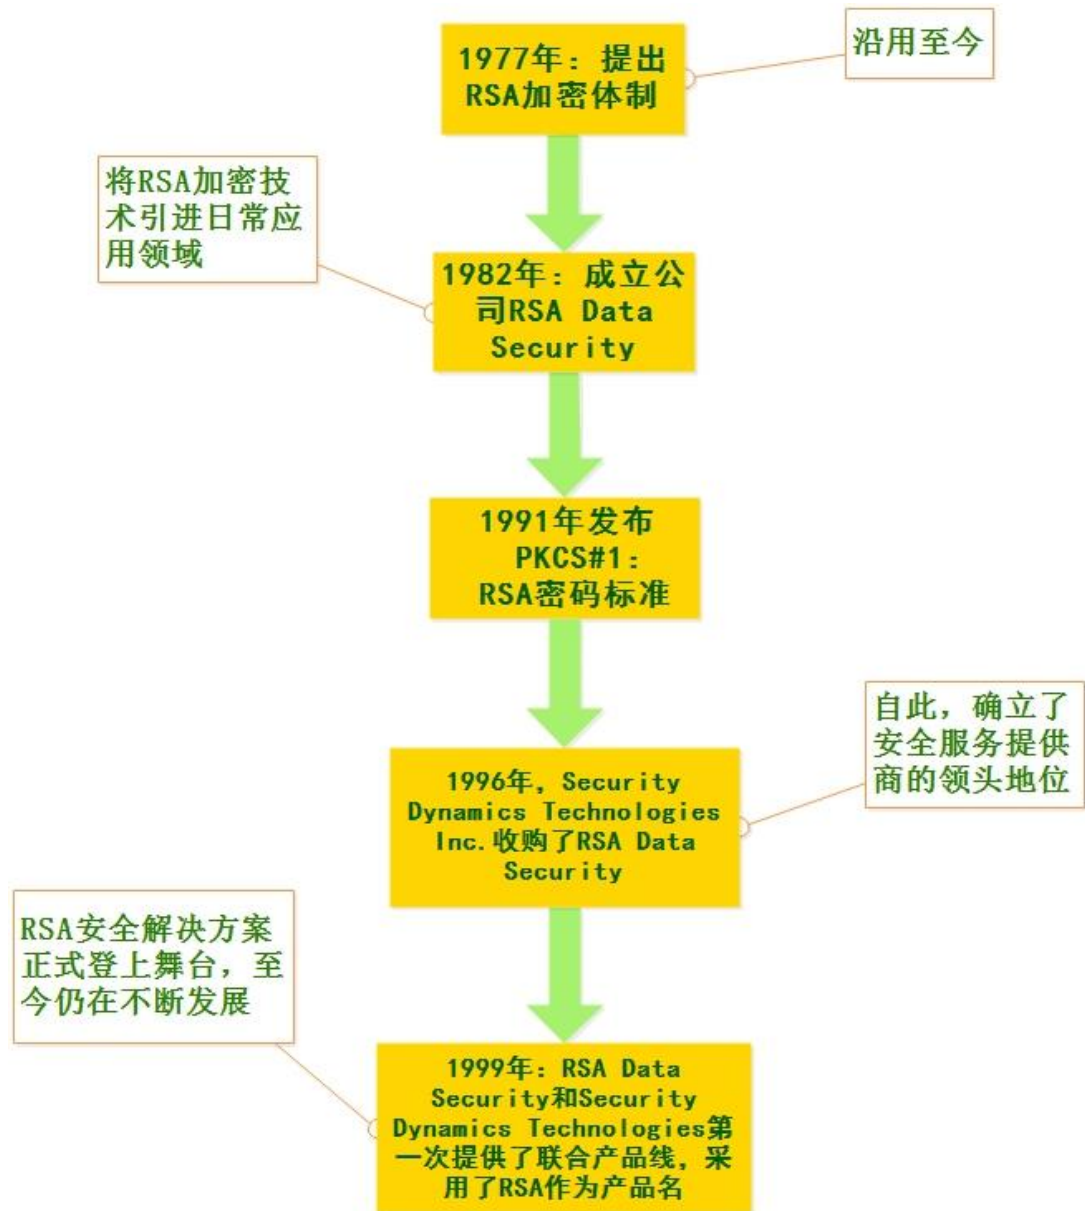 1977年：提出
RSA加密体制
沿用至今
将RSA加密技
术引进日常应
用领域
1982年：成立公
司RSA Data
Security
1991年发布
PKCS#1：
RSA密码标准
1996年，Security
Dynamics Technologies
Inc.收购了RSA Data
Security
自此，确立了
安全服务提供
商的领头地位
RSA安全解决方案
正式登上舞台，至
今仍在不断发展
1999年：RSA Data
Security和Security
Dynamics Technologies第
一次提供了联合产品线，采
用了RSA作为产品名